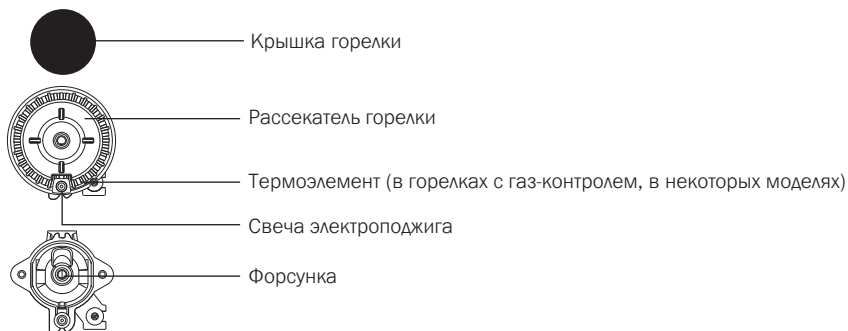 Крышка горелки
Рассекатель горелки
Термоэлемент (в горелках с газ-контролем, в некоторых моделях)
Свеча электроподжига
Форсунка